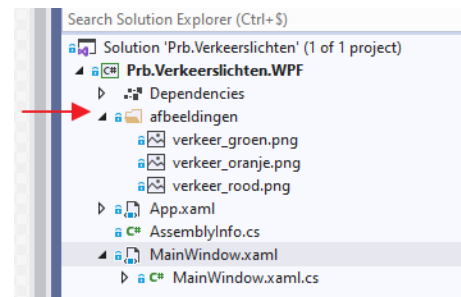 Search Solution Explorer (Ctrl+$)
Solution 'Prb.Verkeerslichten' (1 of 1 project)
C# Prb.Verkeerslichten.WPF
Dependencies
afbeeldingen
verkeer_groen.png
verkeer_oranje.png
verkeer_rood.png
App.xaml
C# AssemblyInfo.cs
MainWindow.xaml
C# MainWindow.xaml.cs